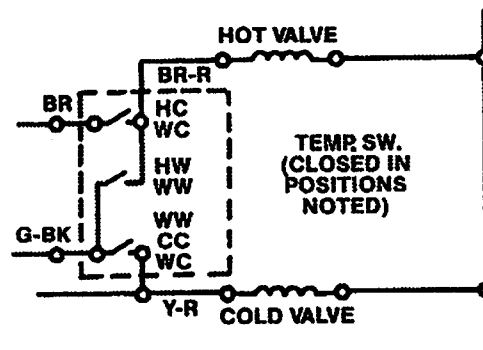 HOT VALVE
BR-R
BR
HC
WC
HW
WW
TEMP. SW.
(CLOSED IN
POSITIONS
NOTED)
WW
CC
WC
G-BK
Y-R
COLD VALVE